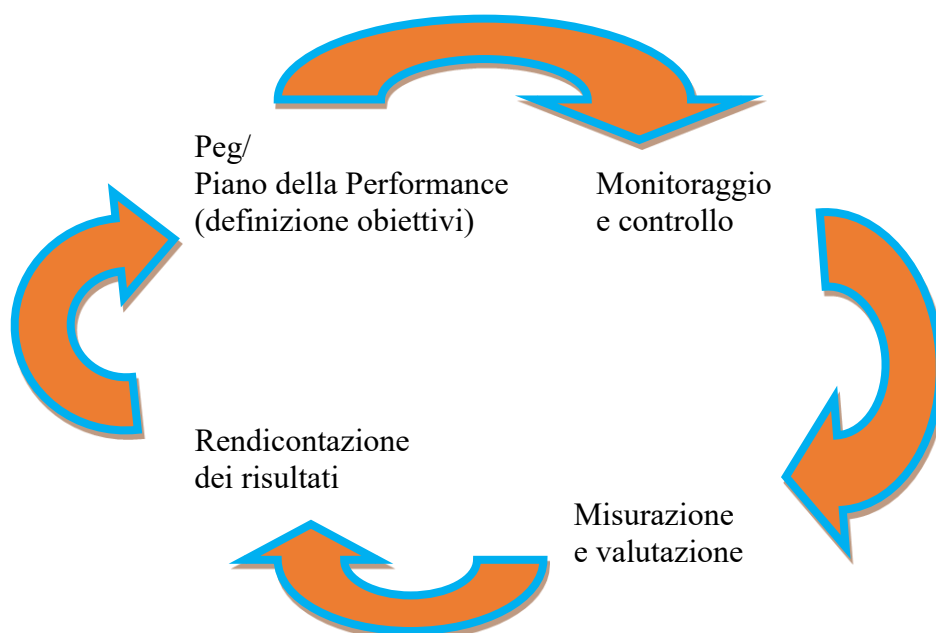 Peg/
Piano della Performance
(definizione obiettivi)
Monitoraggio
e controllo
Rendicontazione
dei risultati
Misurazione
e valutazione